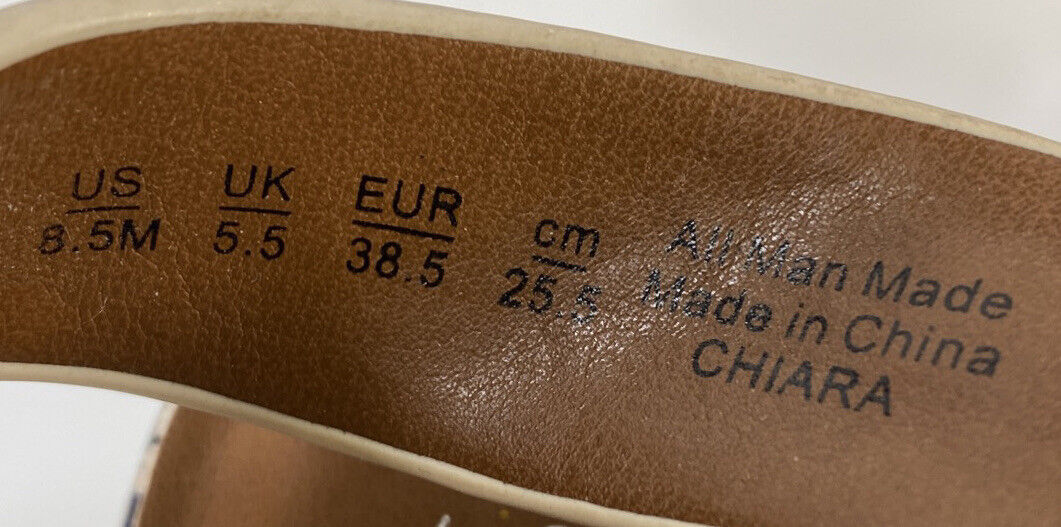 US UK EUR cm
8.5M 5.5 38.5 25.5
All Man Made
Made in China
CHIARA